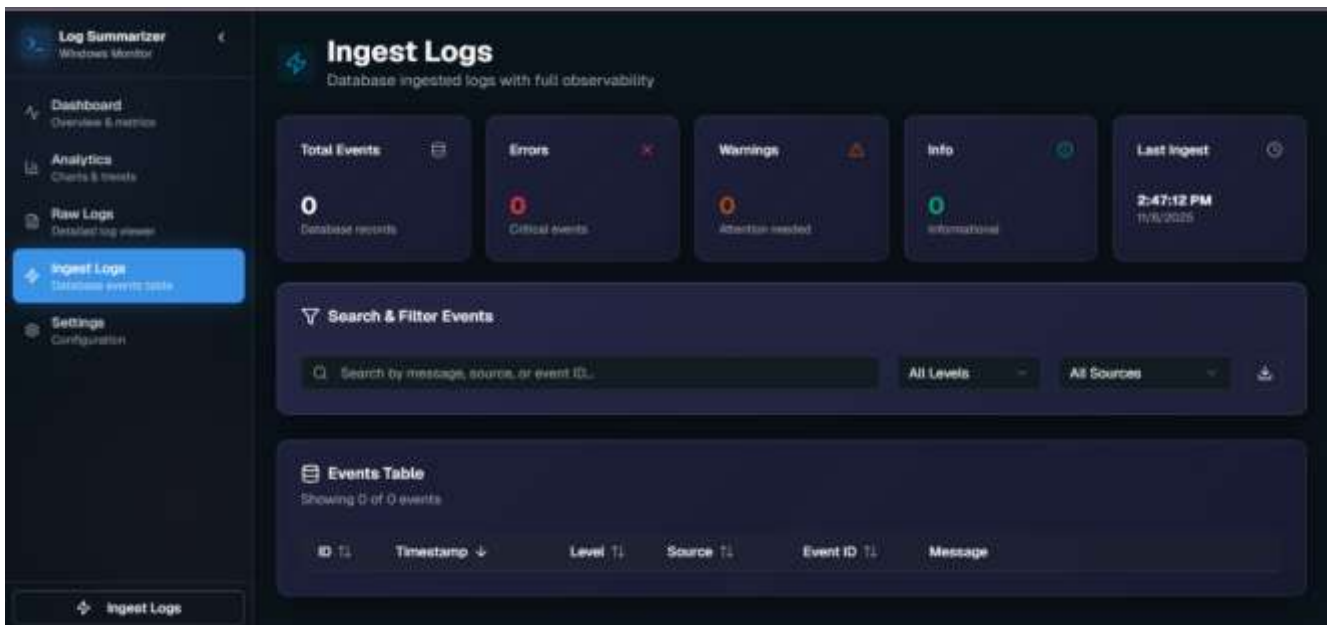 Log Summarizer
Windows Monitor
Dashboard
Overview & metrics
Analytics
Charts & trends
Raw Logs
Detailed log viewer
Ingest Logs
Database events table
Settings
Configuration
Ingest Logs
Ingest Logs
Database ingested logs with full observability
Total Events
0
Database records
Errors
0
Critical events
Warnings
0
Attention needed
Info
0
Informational
Last Ingest
2:47:12 PM
11/6/2025
Search & Filter Events
Search by message, source, or event ID...
All Levels
All Sources
Events Table
Showing 0 of 0 events
ID Timestamp Level Source Event ID Message